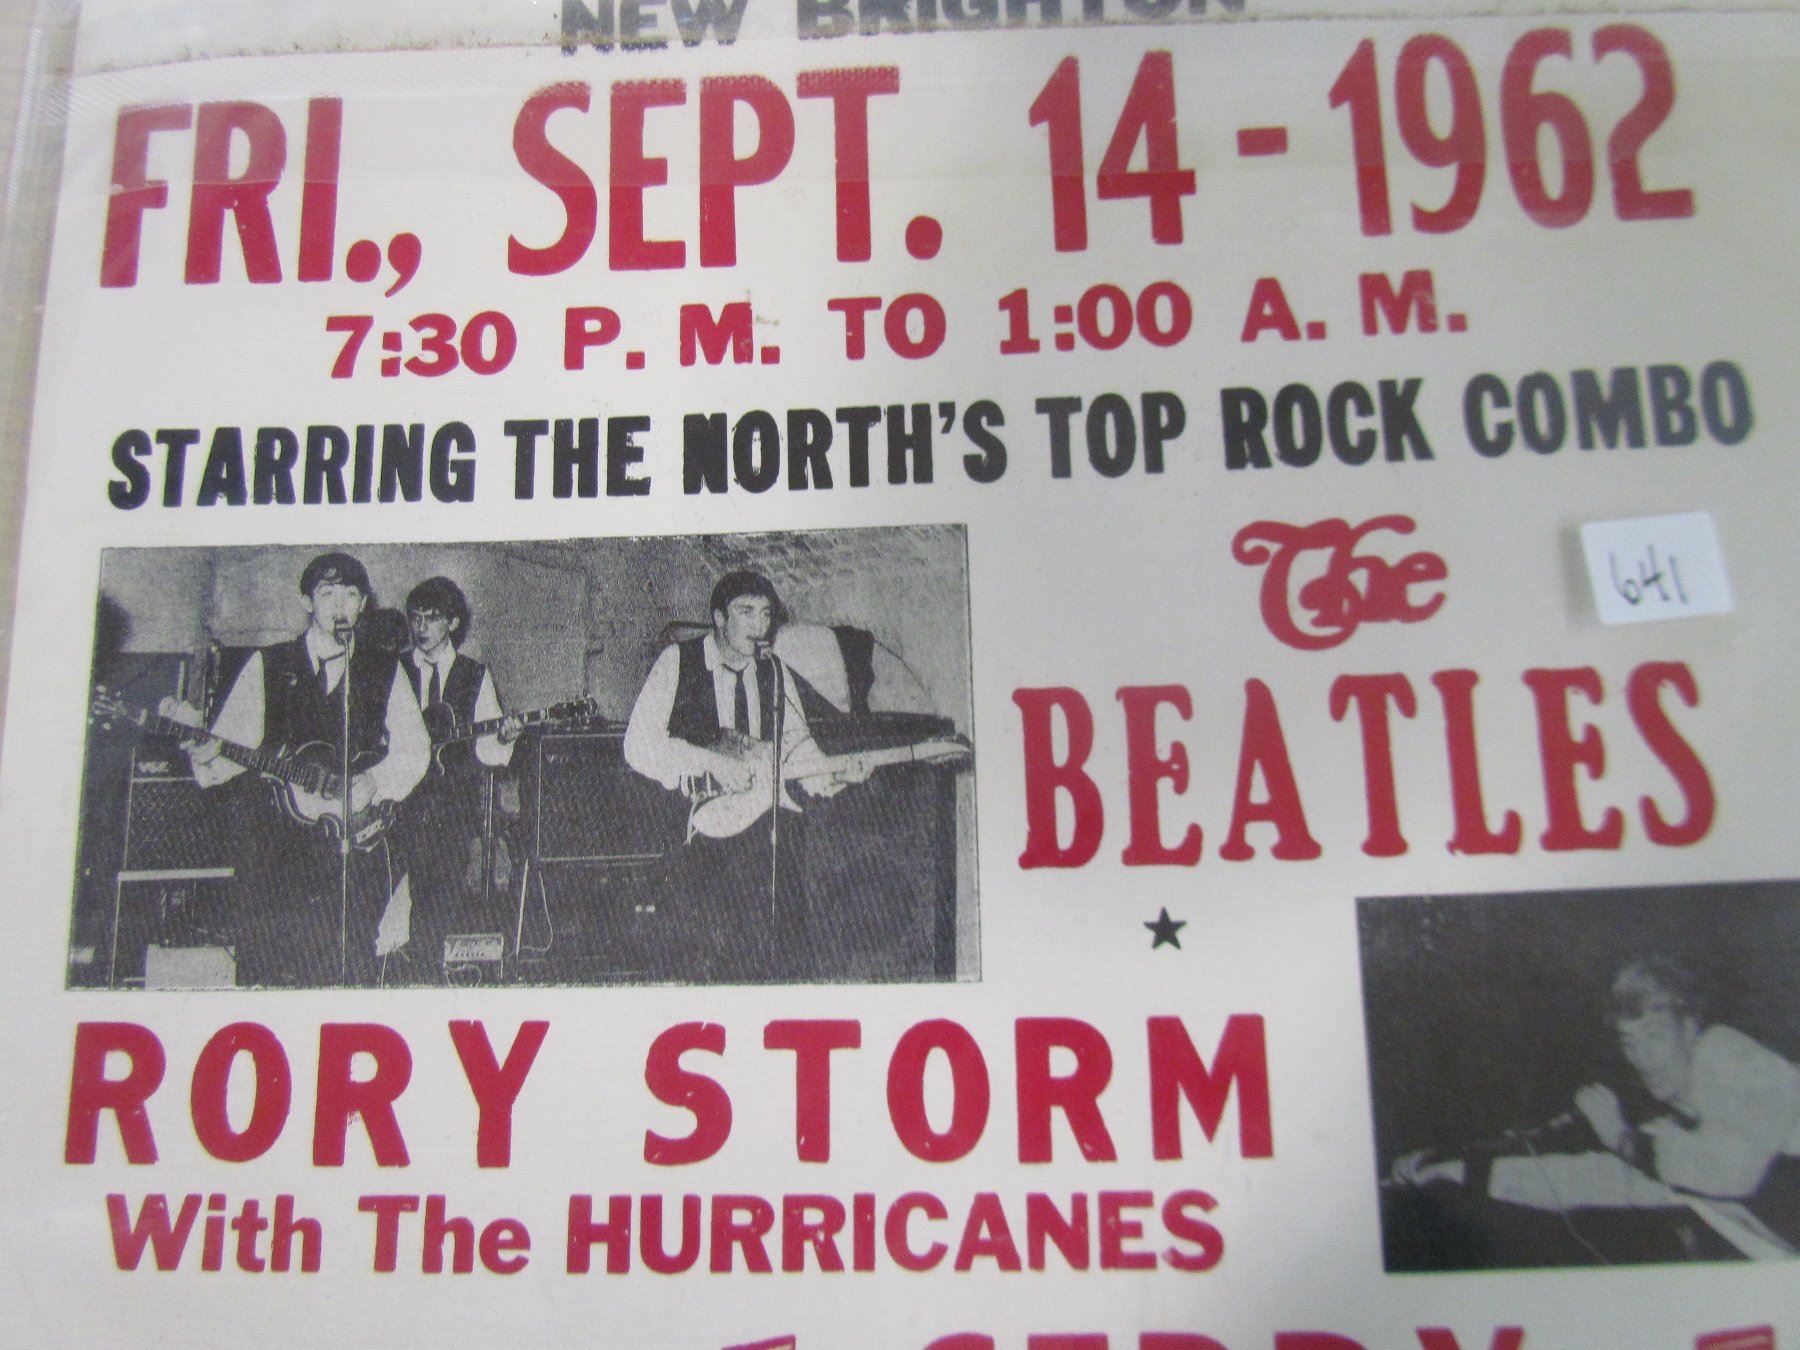 NEW BRIGHTON
FRI., SEPT. 14 - 1962
7:30 P. M. TO 1:00 A. M.
STARRING THE NORTH'S TOP ROCK COMBO
The
641
BEATLES
RORY STORM
With The HURRICANES